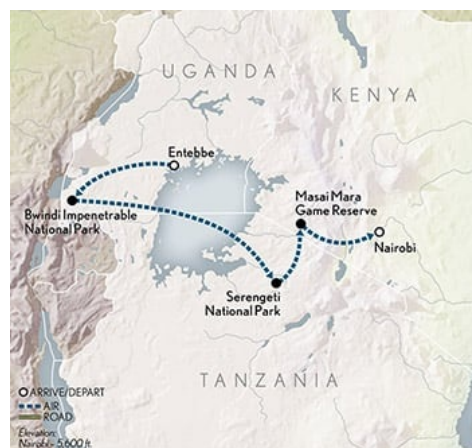 UGANDA
KENYA
Entebbe
Bwindi Impenetrable
National Park
Masai Mara
Game Reserve
Nairobi
Serengeti
National Park
TANZANIA
ARRIVE/DEPART
AIR
ROAD
Elevation:
Nairobi - 5,600 ft.